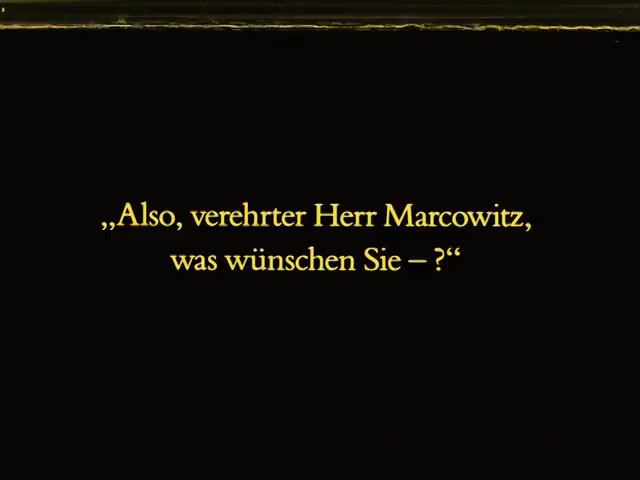 „Also, verehrter Herr Marcowitz,
was wünschen Sie – ?“